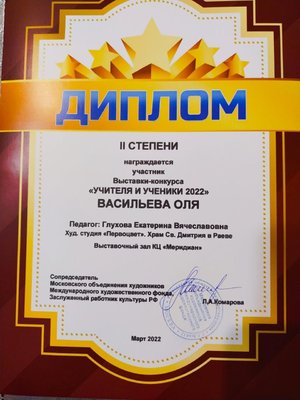 ДИПЛОМ
II СТЕПЕНИ
награждается
участник
Выставки-конкурса
«УЧИТЕЛЯ И УЧЕНИКИ 2022»
ВАСИЛЬЕВА ОЛЯ
Педагог: Глухова Екатерина Вячеславовна
Худ. студия «Первоцвет». Храм Св. Дмитрия в Раеве
Выставочный зал КЦ «Меридиан»
Сопредседатель
Московского объединения художников
Международного художественного фонда,
Заслуженный работник культуры РФ
Л.А.Комарова
Март 2022